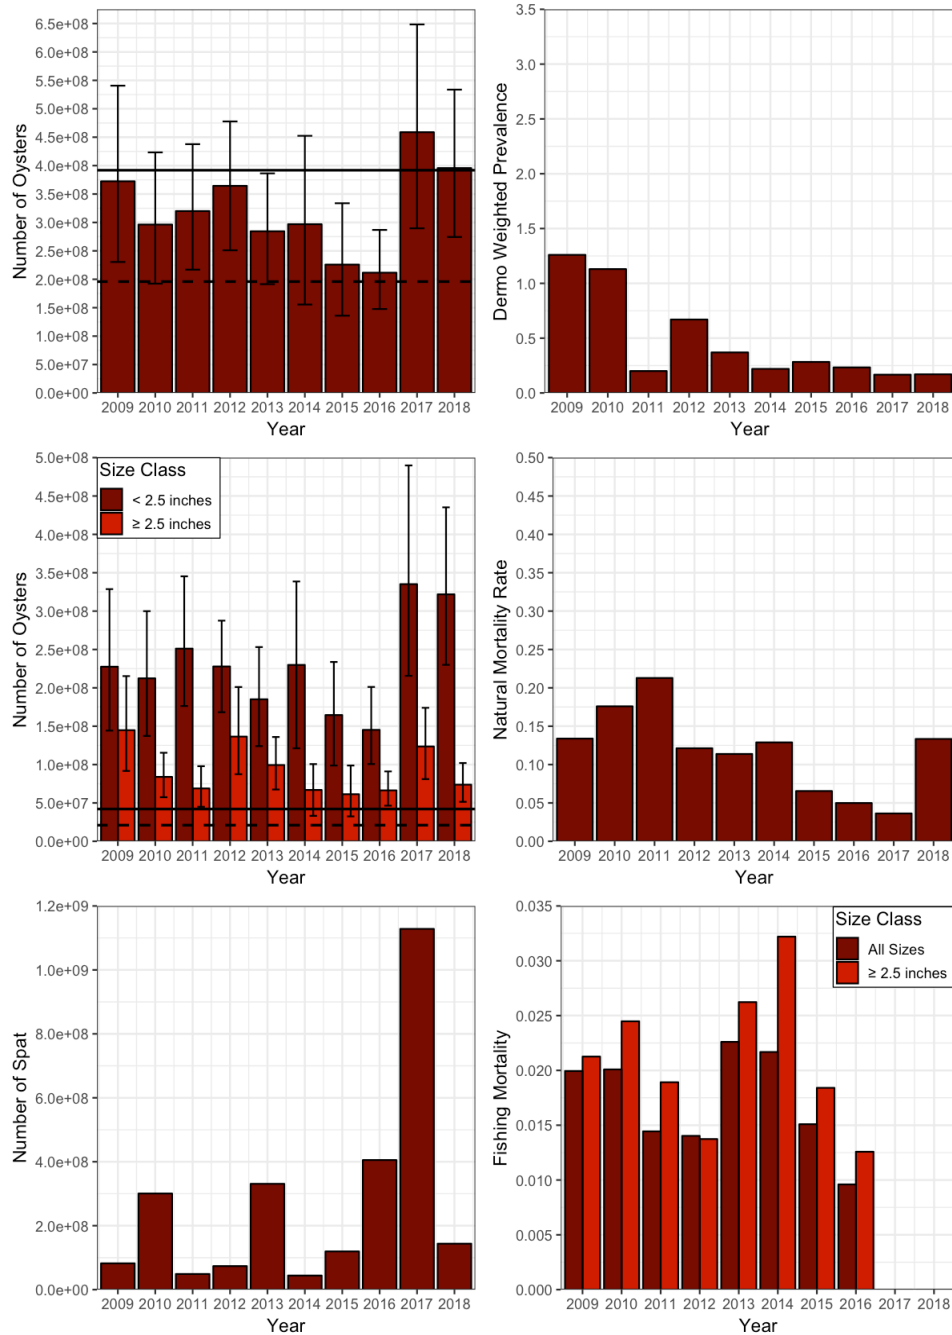 6.5e+08
6.0e+08
5.5e+08
5.0e+08
4.5e+08
4.0e+08
3.5e+08
3.0e+08
2.5e+08
2.0e+08
1.5e+08
1.0e+08
5.0e+07
0.0e+00
Number of Oysters
2009 2010 2011 2012 2013 2014 2015 2016 2017 2018
Year
3.5
3.0
2.5
2.0
1.5
1.0
0.5
0.0
Dermo Weighted Prevalence
2009 2010 2011 2012 2013 2014 2015 2016 2017 2018
Year
5.0e+08
4.5e+08
4.0e+08
3.5e+08
3.0e+08
2.5e+08
2.0e+08
1.5e+08
1.0e+08
5.0e+07
0.0e+00
Number of Oysters
Size Class
< 2.5 inches
≥ 2.5 inches
2009 2010 2011 2012 2013 2014 2015 2016 2017 2018
Year
0.50
0.45
0.40
0.35
0.30
0.25
0.20
0.15
0.10
0.05
0.00
Natural Mortality Rate
2009 2010 2011 2012 2013 2014 2015 2016 2017 2018
Year
1.2e+09
1.0e+09
8.0e+08
6.0e+08
4.0e+08
2.0e+08
0.0e+00
Number of Spat
2009 2010 2011 2012 2013 2014 2015 2016 2017 2018
Year
0.035
0.030
0.025
0.020
0.015
0.010
0.005
0.000
Fishing Mortality
Size Class
All Sizes
≥ 2.5 inches
2009 2010 2011 2012 2013 2014 2015 2016 2017 2018
Year